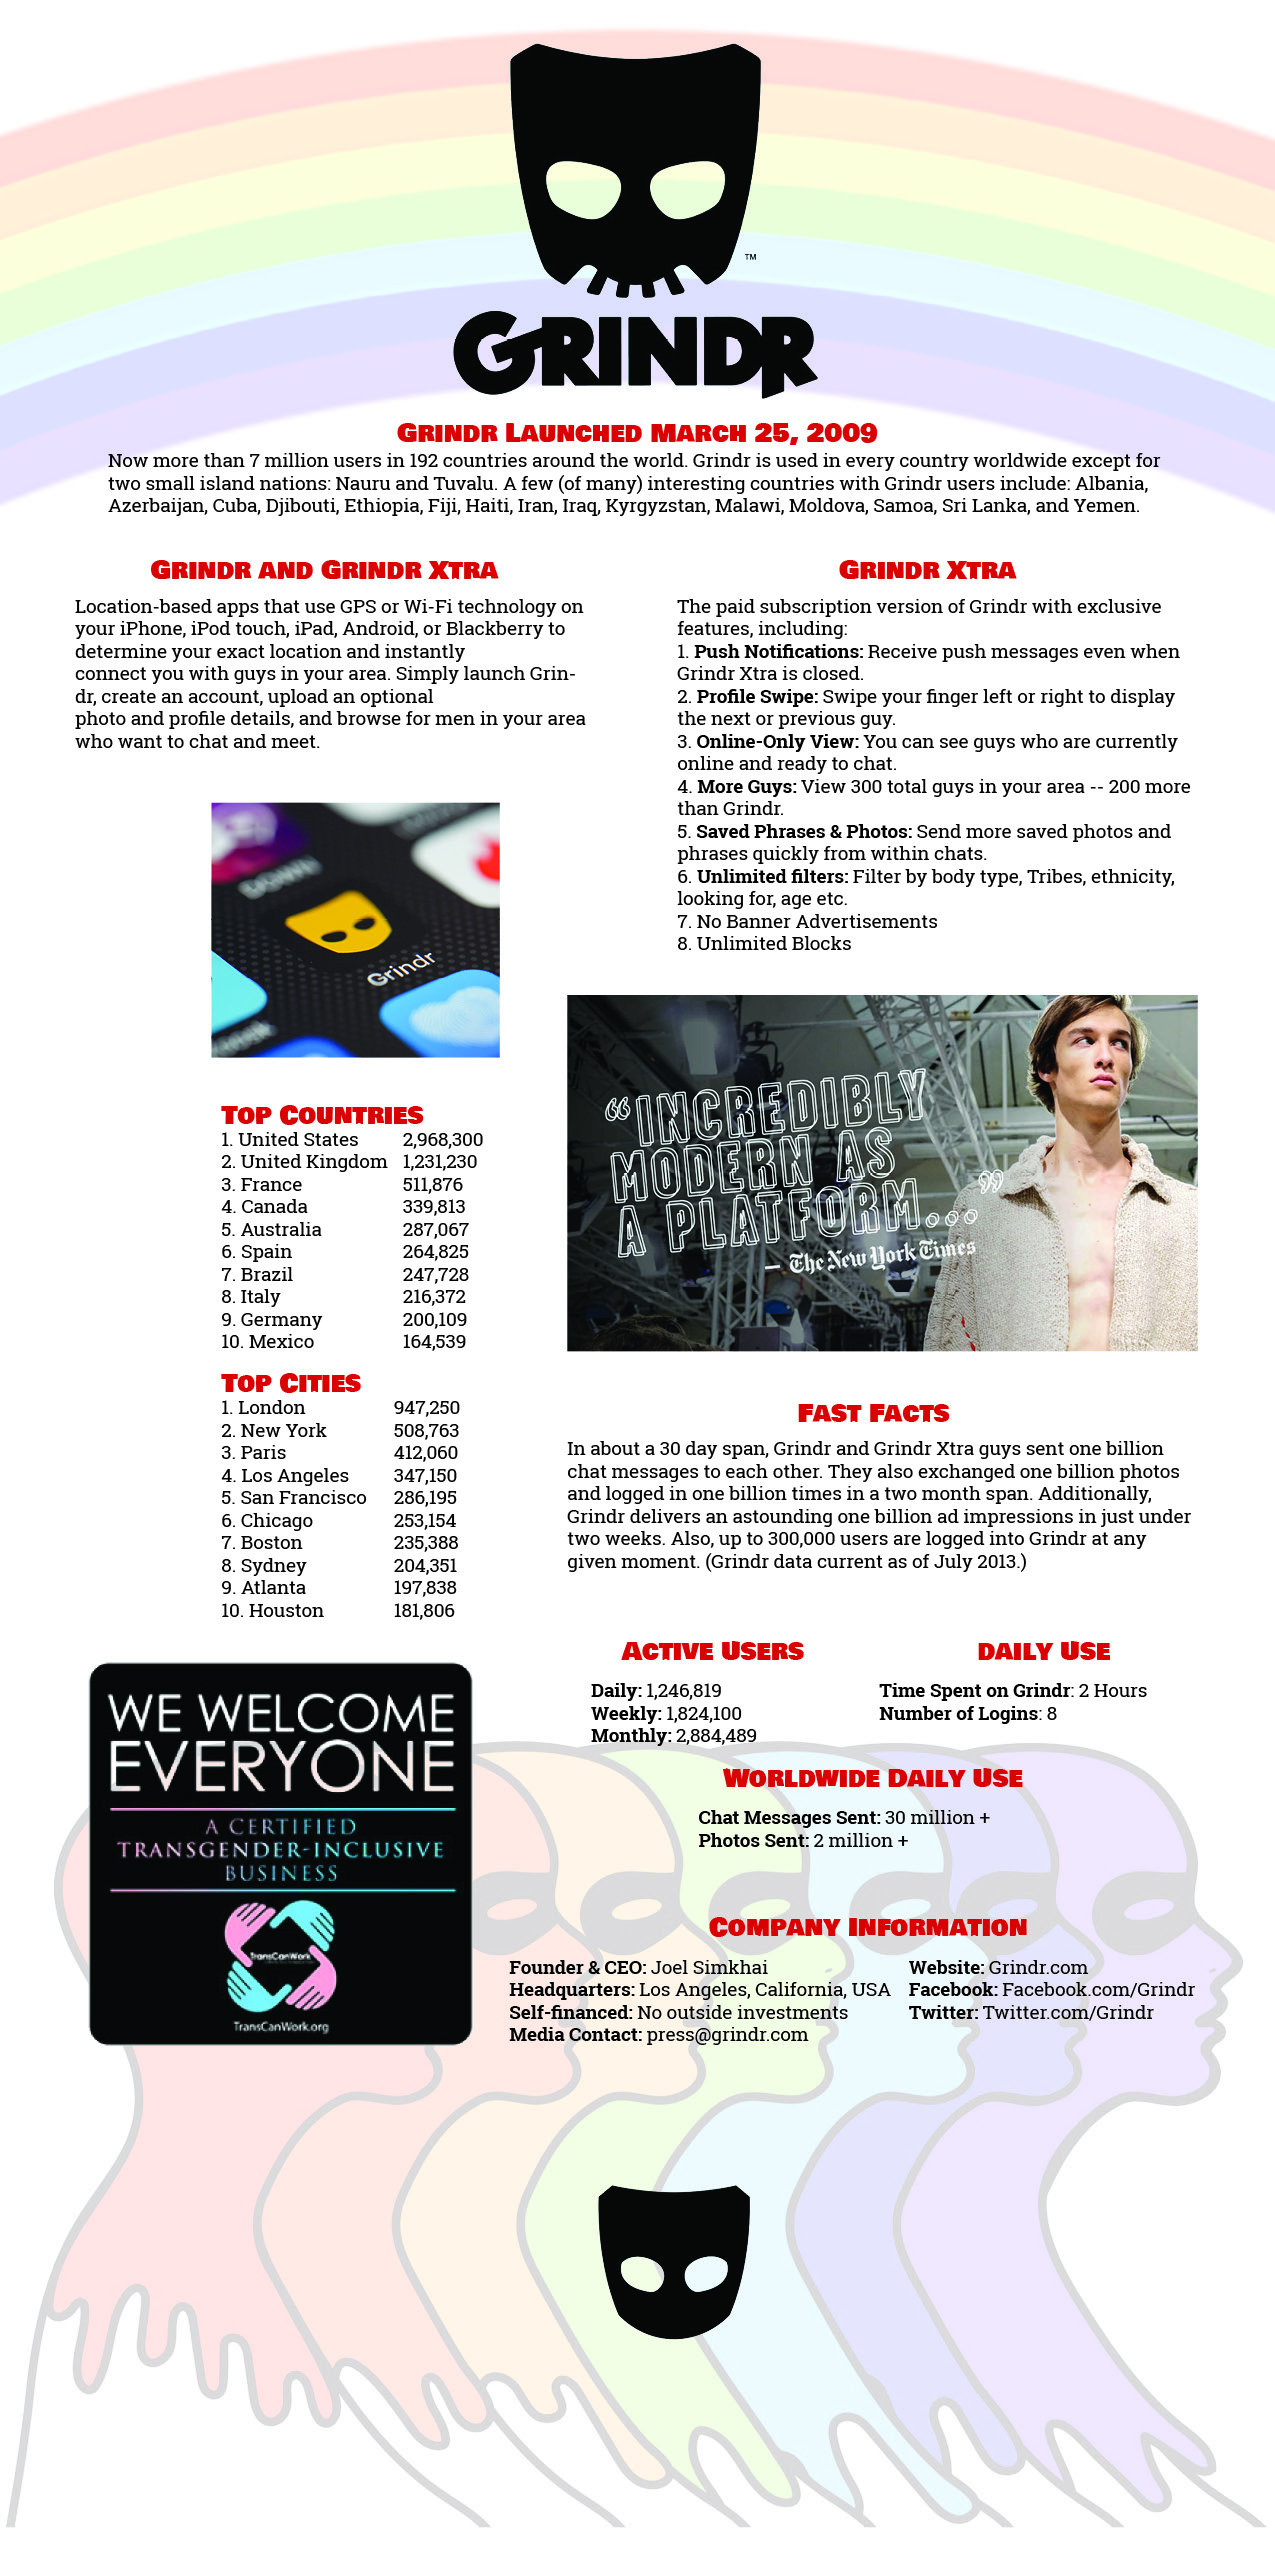 TM
GRINDR
GRINDR LAUNCHED MARCH 25, 2009
Now more than 7 million users in 192 countries around the world. Grindr is used in every country worldwide except for
two small island nations: Nauru and Tuvalu. A few (of many) interesting countries with Grindr users include: Albania,
Azerbaijan, Cuba, Djibouti, Ethiopia, Fiji, Haiti, Iran, Iraq, Kyrgyzstan, Malawi, Moldova, Samoa, Sri Lanka, and Yemen.
GRINDR AND GRINDR XTRA
Location-based apps that use GPS or Wi-Fi technology on
your iPhone, iPod touch, iPad, Android, or Blackberry to
determine your exact location and instantly
connect you with guys in your area. Simply launch Grin-
dr, create an account, upload an optional
photo and profile details, and browse for men in your area
who want to chat and meet.
DOWN
Grindr
GRINDR XTRA
The paid subscription version of Grindr with exclusive
features, including:
1. Push Notifications: Receive push messages even when
Grindr Xtra is closed.
2. Profile Swipe: Swipe your finger left or right to display
the next or previous guy.
3. Online-Only View: You can see guys who are currently
online and ready to chat.
4. More Guys: View 300 total guys in your area -- 200 more
than Grindr.
5. Saved Phrases & Photos: Send more saved photos and
phrases quickly from within chats.
6. Unlimited filters: Filter by body type, Tribes, ethnicity,
looking for, age etc.
7. No Banner Advertisements
8. Unlimited Blocks
“INCREDIBLY
MODERN AS
A PLATFORM...”
— The New York Times
TOP COUNTRIES
1. United States 2,968,300
2. United Kingdom 1,231,230
3. France 511,876
4. Canada 339,813
5. Australia 287,067
6. Spain 264,825
7. Brazil 247,728
8. Italy 216,372
9. Germany 200,109
10. Mexico 164,539
TOP CITIES
1. London 947,250
2. New York 508,763
3. Paris 412,060
4. Los Angeles 347,150
5. San Francisco 286,195
6. Chicago 253,154
7. Boston 235,388
8. Sydney 204,351
9. Atlanta 197,838
10. Houston 181,806
FAST FACTS
In about a 30 day span, Grindr and Grindr Xtra guys sent one billion
chat messages to each other. They also exchanged one billion photos
and logged in one billion times in a two month span. Additionally,
Grindr delivers an astounding one billion ad impressions in just under
two weeks. Also, up to 300,000 users are logged into Grindr at any
given moment. (Grindr data current as of July 2013.)
ACTIVE USERS
Daily: 1,246,819
Weekly: 1,824,100
Monthly: 2,884,489
DAILY USE
Time Spent on Grindr: 2 Hours
Number of Logins: 8
WORLDWIDE DAILY USE
Chat Messages Sent: 30 million +
Photos Sent: 2 million +
WE WELCOME
EVERYONE
A CERTIFIED
TRANSGENDER-INCLUSIVE
BUSINESS
TransCanWork
TransCanWork.org
COMPANY INFORMATION
Founder & CEO: Joel Simkhai
Headquarters: Los Angeles, California, USA
Self-financed: No outside investments
Media Contact: press@grindr.com
Website: Grindr.com
Facebook: Facebook.com/Grindr
Twitter: Twitter.com/Grindr